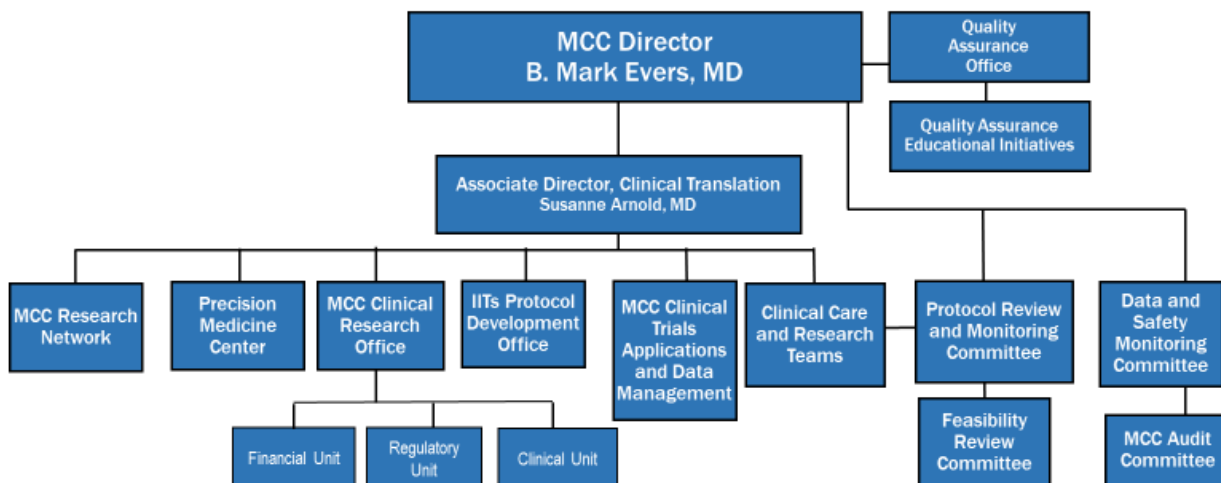 MCC Director
B. Mark Evers, MD
Quality
Assurance
Office
Quality Assurance
Educational Initiatives
Associate Director, Clinical Translation
Susanne Arnold, MD
MCC Research
Network
Precision
Medicine
Center
MCC Clinical
Research
Office
IITs Protocol
Development
Office
MCC Clinical
Trials
Applications
and Data
Management
Clinical Care
and Research
Teams
Protocol Review
and Monitoring
Committee
Data and
Safety
Monitoring
Committee
Financial Unit
Regulatory
Unit
Clinical Unit
Feasibility
Review
Committee
MCC Audit
Committee